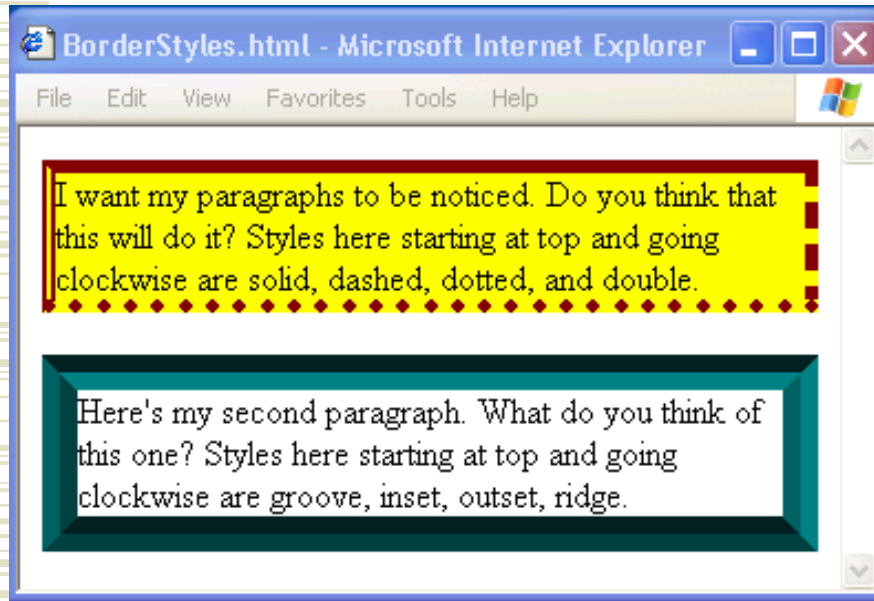 BorderStyles.html - Microsoft Internet Explorer
File Edit View Favorites Tools Help
I want my paragraphs to be noticed. Do you think that
this will do it? Styles here starting at top and going
clockwise are solid, dashed, dotted, and double.
Here's my second paragraph. What do you think of
this one? Styles here starting at top and going
clockwise are groove, inset, outset, ridge.